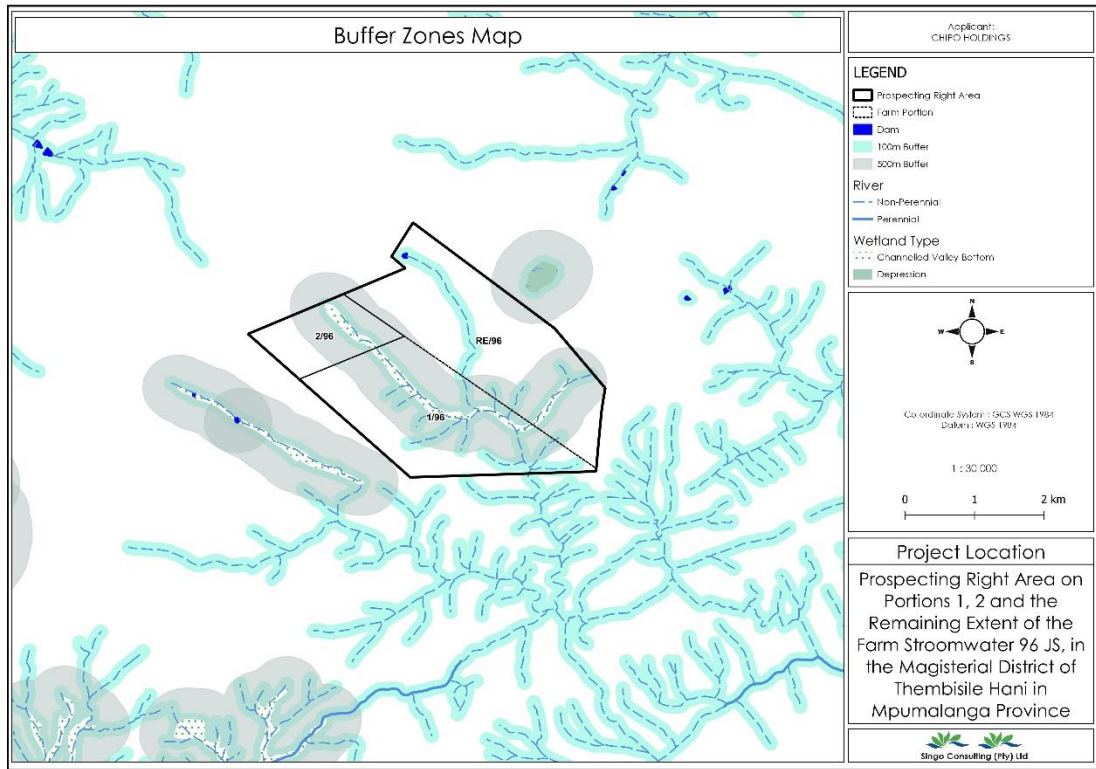 Buffer Zones Map
2/96
RE/96
1/96
Applicant:
CHIPO HOLDINGS
LEGEND
Prospecting Right Area
Farm Portion
Dam
100m Buffer
500m Buffer
River
Non-Perennial
Perennial
Wetland Type
Channelled Valley Bottom
Depression
N
W
E
S
Co-ordinate System : GCS WGS 1984
Datum : WGS 1984
1 : 30 000
0 1 2 km
Project Location
Prospecting Right Area on
Portions 1, 2 and the
Remaining Extent of the
Farm Stroomwater 96 JS, in
the Magisterial District of
Thembisile Hani in
Mpumalanga Province
Singo Consulting (Pty) Ltd